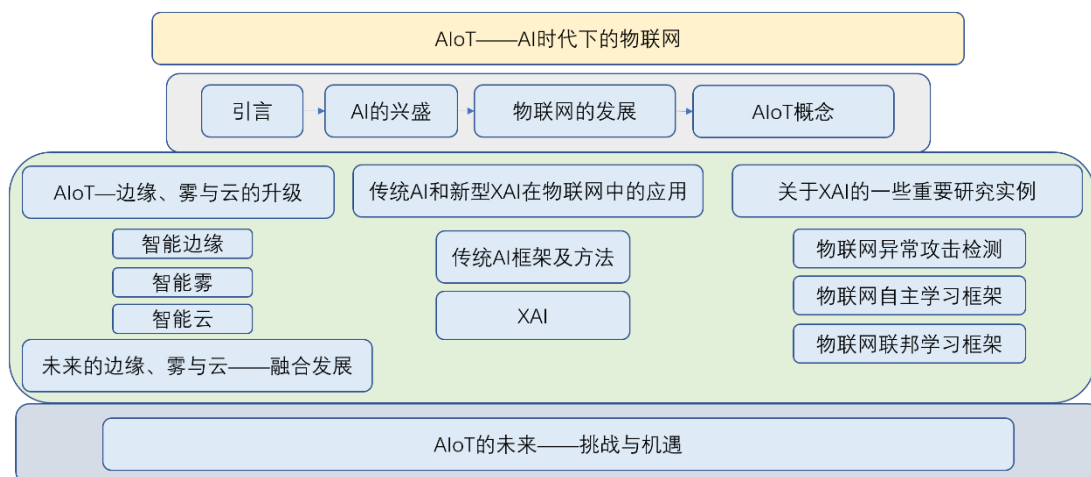 AIoT——AI时代下的物联网
引言
AI的兴盛
物联网的发展
AIoT概念
AIoT—边缘、雾与云的升级
智能边缘
智能雾
智能云
未来的边缘、雾与云——融合发展
传统AI和新型XAI在物联网中的应用
传统AI框架及方法
XAI
关于XAI的一些重要研究实例
物联网异常攻击检测
物联网自主学习框架
物联网联邦学习框架
AIoT的未来——挑战与机遇